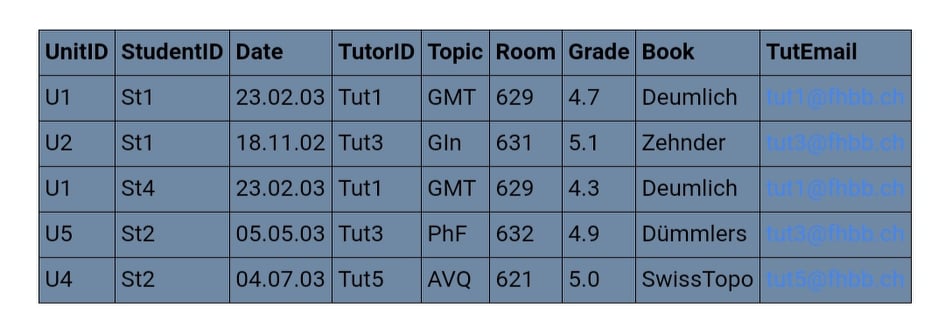 UnitID StudentID Date TutorID Topic Room Grade Book TutEmail
U1 St1 23.02.03 Tut1 GMT 629 4.7 Deumlich tut1@fhbb.ch
U2 St1 18.11.02 Tut3 GIn 631 5.1 Zehnder tut3@fhbb.ch
U1 St4 23.02.03 Tut1 GMT 629 4.3 Deumlich tut1@fhbb.ch
U5 St2 05.05.03 Tut3 PhF 632 4.9 Dümmlers tut3@fhbb.ch
U4 St2 04.07.03 Tut5 AVQ 621 5.0 SwissTopo tut5@fhbb.ch